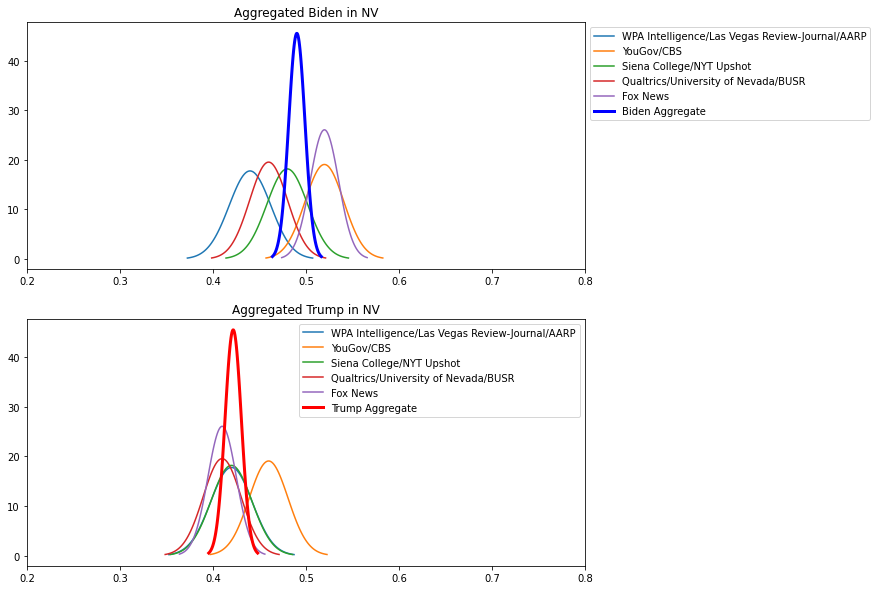 Aggregated Biden in NV
WPA Intelligence/Las Vegas Review-Journal/AARP
YouGov/CBS
Siena College/NYT Upshot
Qualtrics/University of Nevada/BUSR
Fox News
Biden Aggregate
40
30
20
10
0
0.2 0.3 0.4 0.5 0.6 0.7 0.8
Aggregated Trump in NV
WPA Intelligence/Las Vegas Review-Journal/AARP
YouGov/CBS
Siena College/NYT Upshot
Qualtrics/University of Nevada/BUSR
Fox News
Trump Aggregate
40
30
20
10
0
0.2 0.3 0.4 0.5 0.6 0.7 0.8